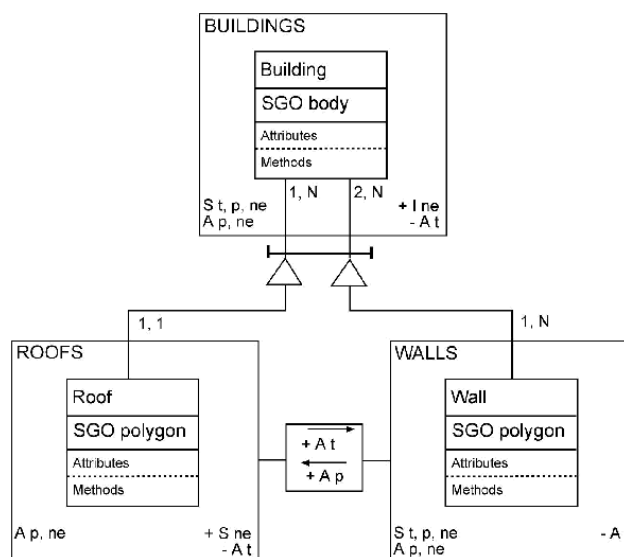 BUILDINGS
Building
SGO body
Attributes
Methods
1, N
2, N
S t, p, ne
A p, ne
+ I ne
- A t
1, 1
1, N
ROOFS
Roof
SGO polygon
Attributes
Methods
A p, ne
+ S ne
- A t
+ A t
+ A p
WALLS
Wall
SGO polygon
Attributes
Methods
S t, p, ne
A p, ne
- A